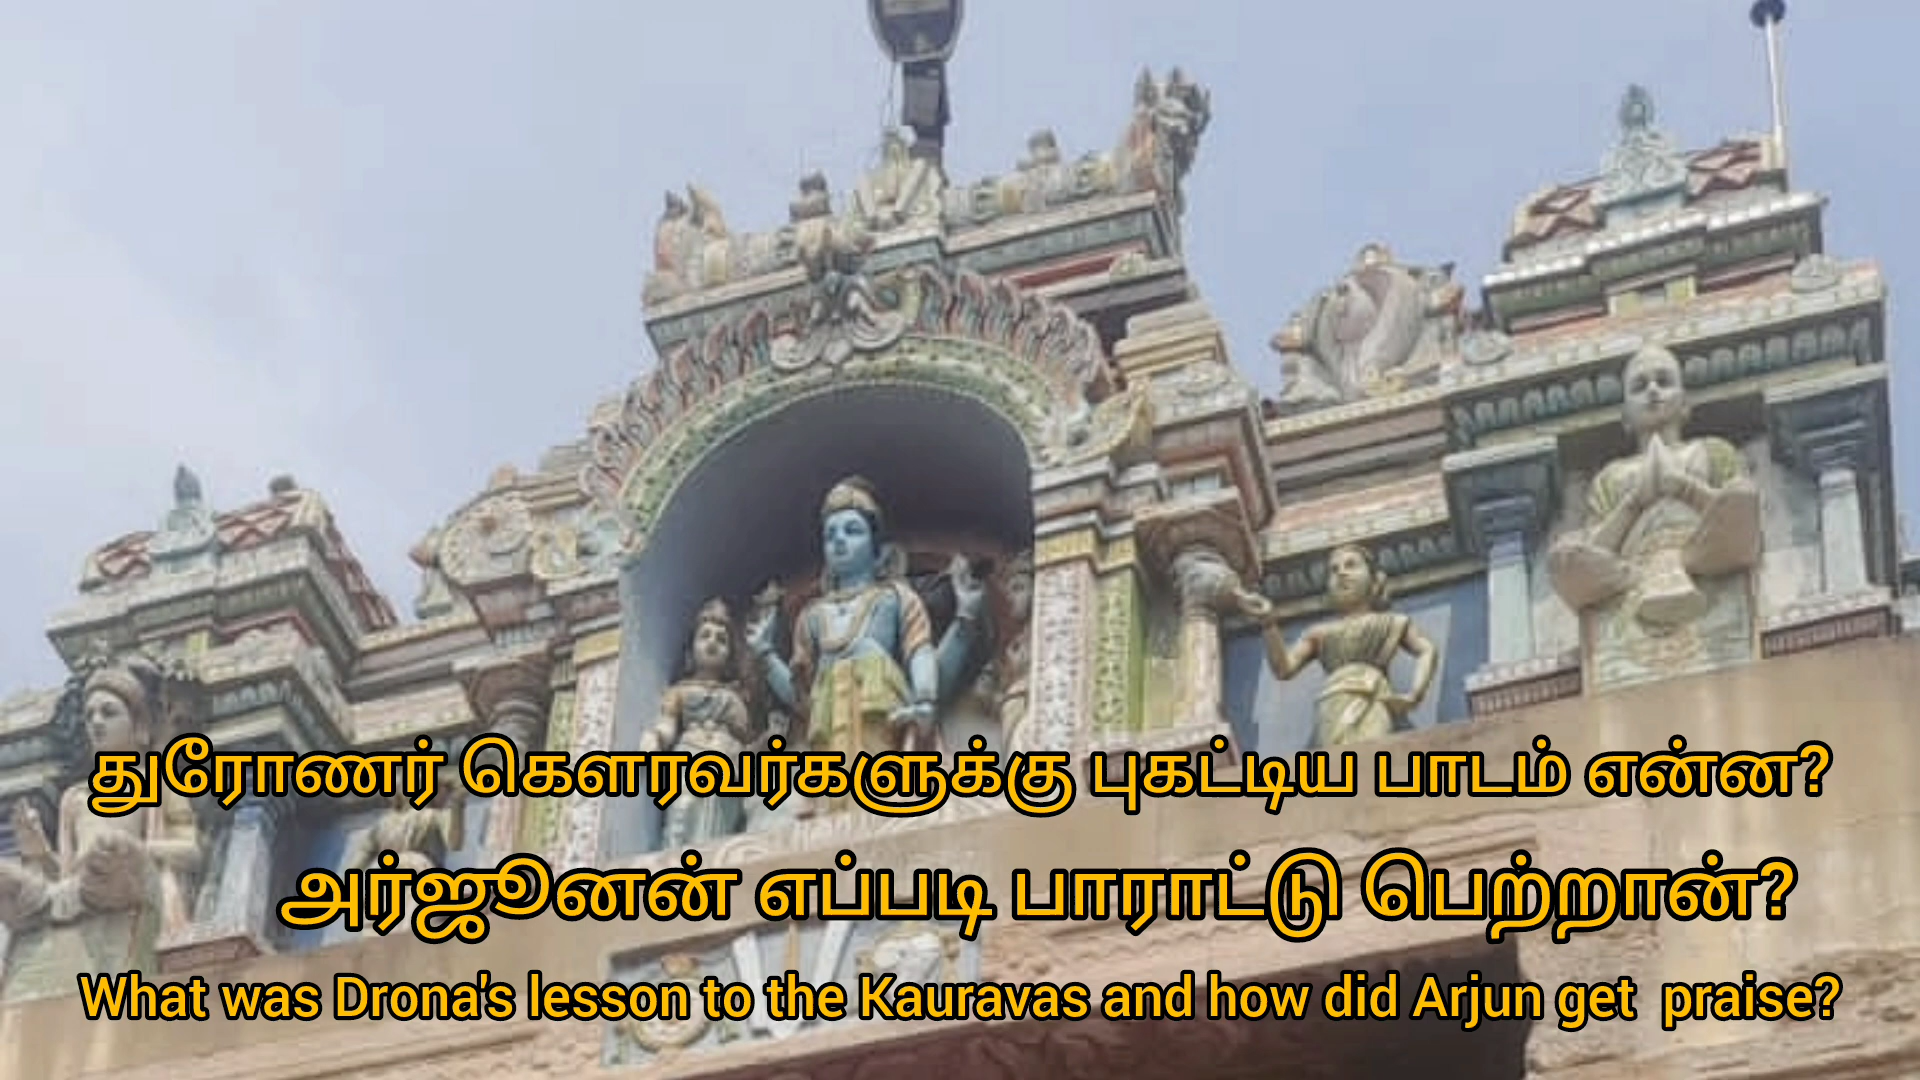 துரோணர் கௌரவர்களுக்கு புகட்டிய பாடம் என்ன?
அர்ஜூனன் எப்படி பாராட்டு பெற்றான்?
What was Drona's lesson to the Kauravas and how did Arjun get praise?